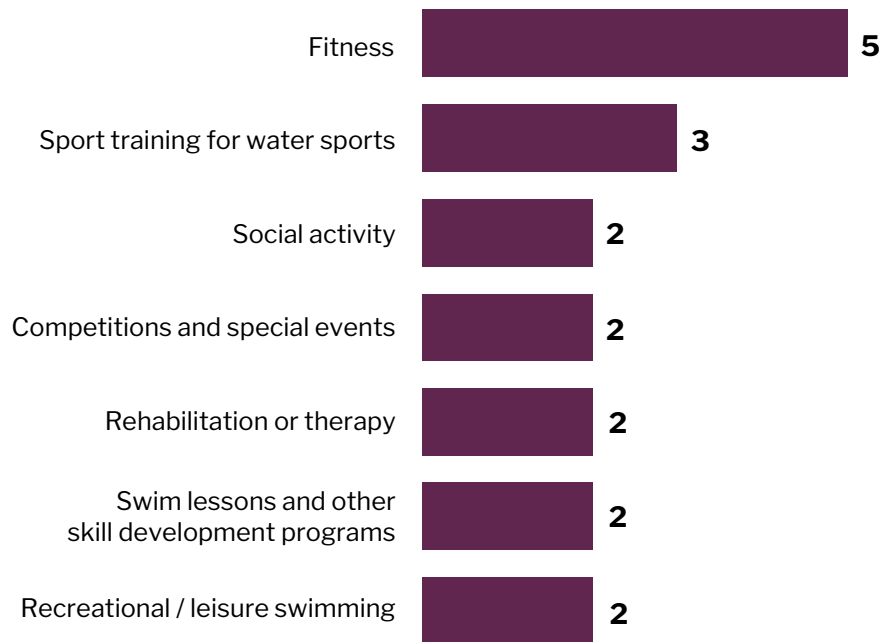 Fitness 5
Sport training for water sports 3
Social activity 2
Competitions and special events 2
Rehabilitation or therapy 2
Swim lessons and other
skill development programs 2
Recreational / leisure swimming 2